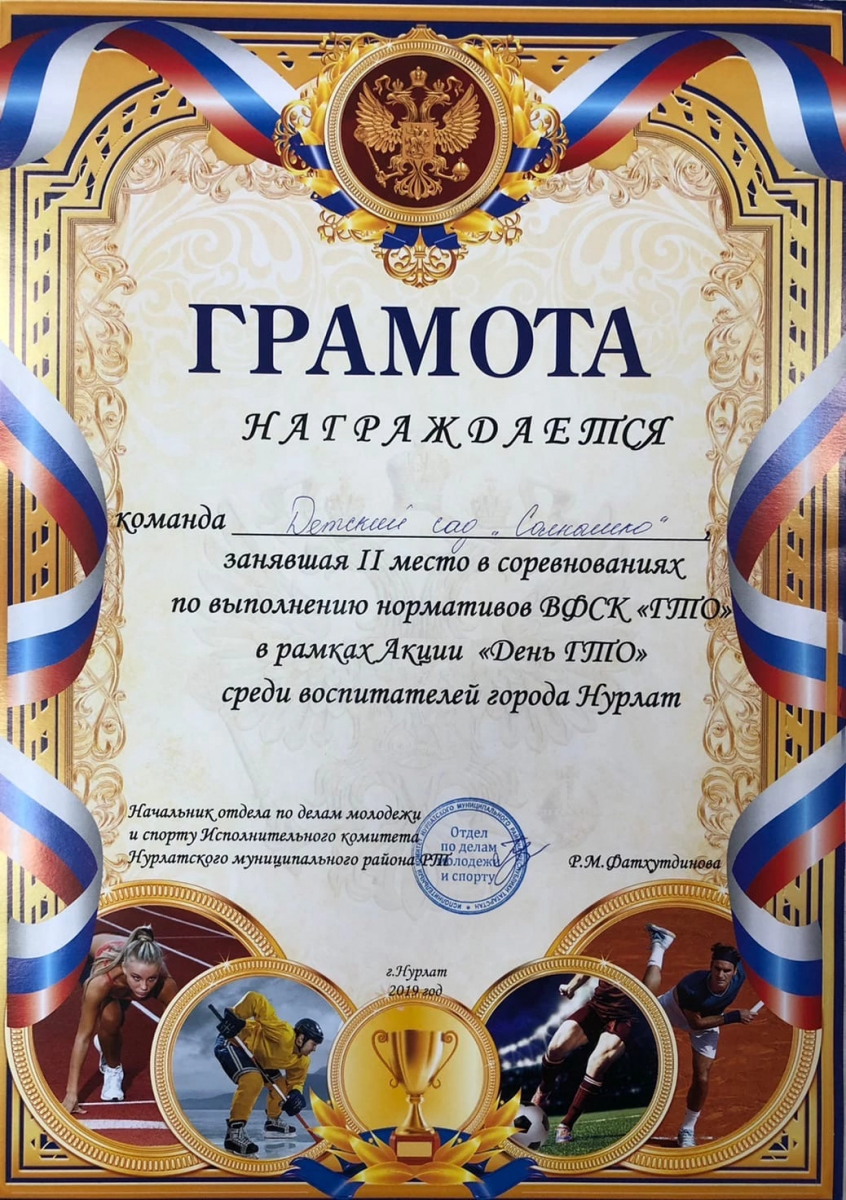 ГРАМОТА
НАГРАЖДАЕТСЯ
команда Детский сад „Солнышко“,
занявшая II место в соревнованиях
по выполнению нормативов ВФСК «ГТО»
в рамках Акции «День ГТО»
среди воспитателей города Нурлат
Начальник отдела по делам молодежи
и спорту Исполнительного комитета
Нурлатского муниципального района РТ
Р.М.Фатхутдинова
Отдел
по делам
молодежи
и спорту
г.Нурлат
2019 год